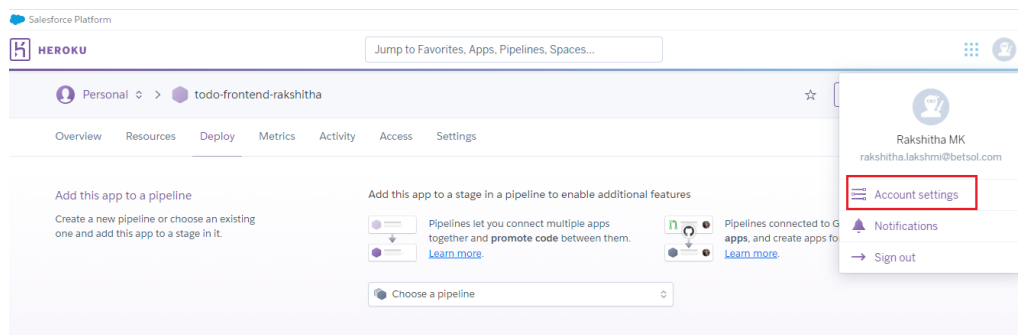 Salesforce Platform
HEROKU
Jump to Favorites, Apps, Pipelines, Spaces...
Personal > todo-frontend-rakshitha
Rakshitha MK
rakshitha.lakshmi@betsol.com
Account settings
Notifications
Sign out
Overview Resources Deploy Metrics Activity Access Settings
Add this app to a pipeline
Create a new pipeline or choose an existing
one and add this app to a stage in it.
Add this app to a stage in a pipeline to enable additional features
Pipelines let you connect multiple apps
together and promote code between them.
Learn more.
Pipelines connected to G
apps, and create apps fo
Learn more.
Choose a pipeline